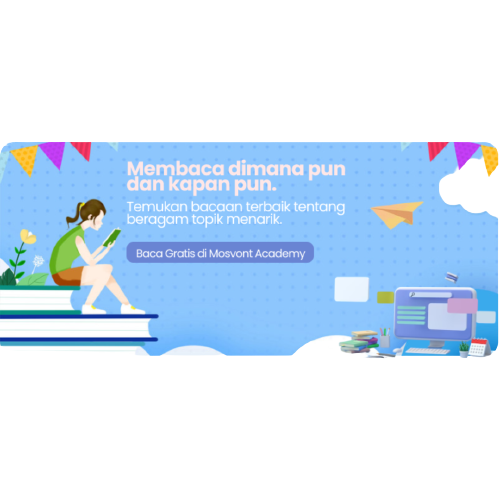 Membaca dimana pun
dan kapan pun.
Temukan bacaan terbaik tentang
beragam topik menarik.
Baca Gratis di Mosvont Academy